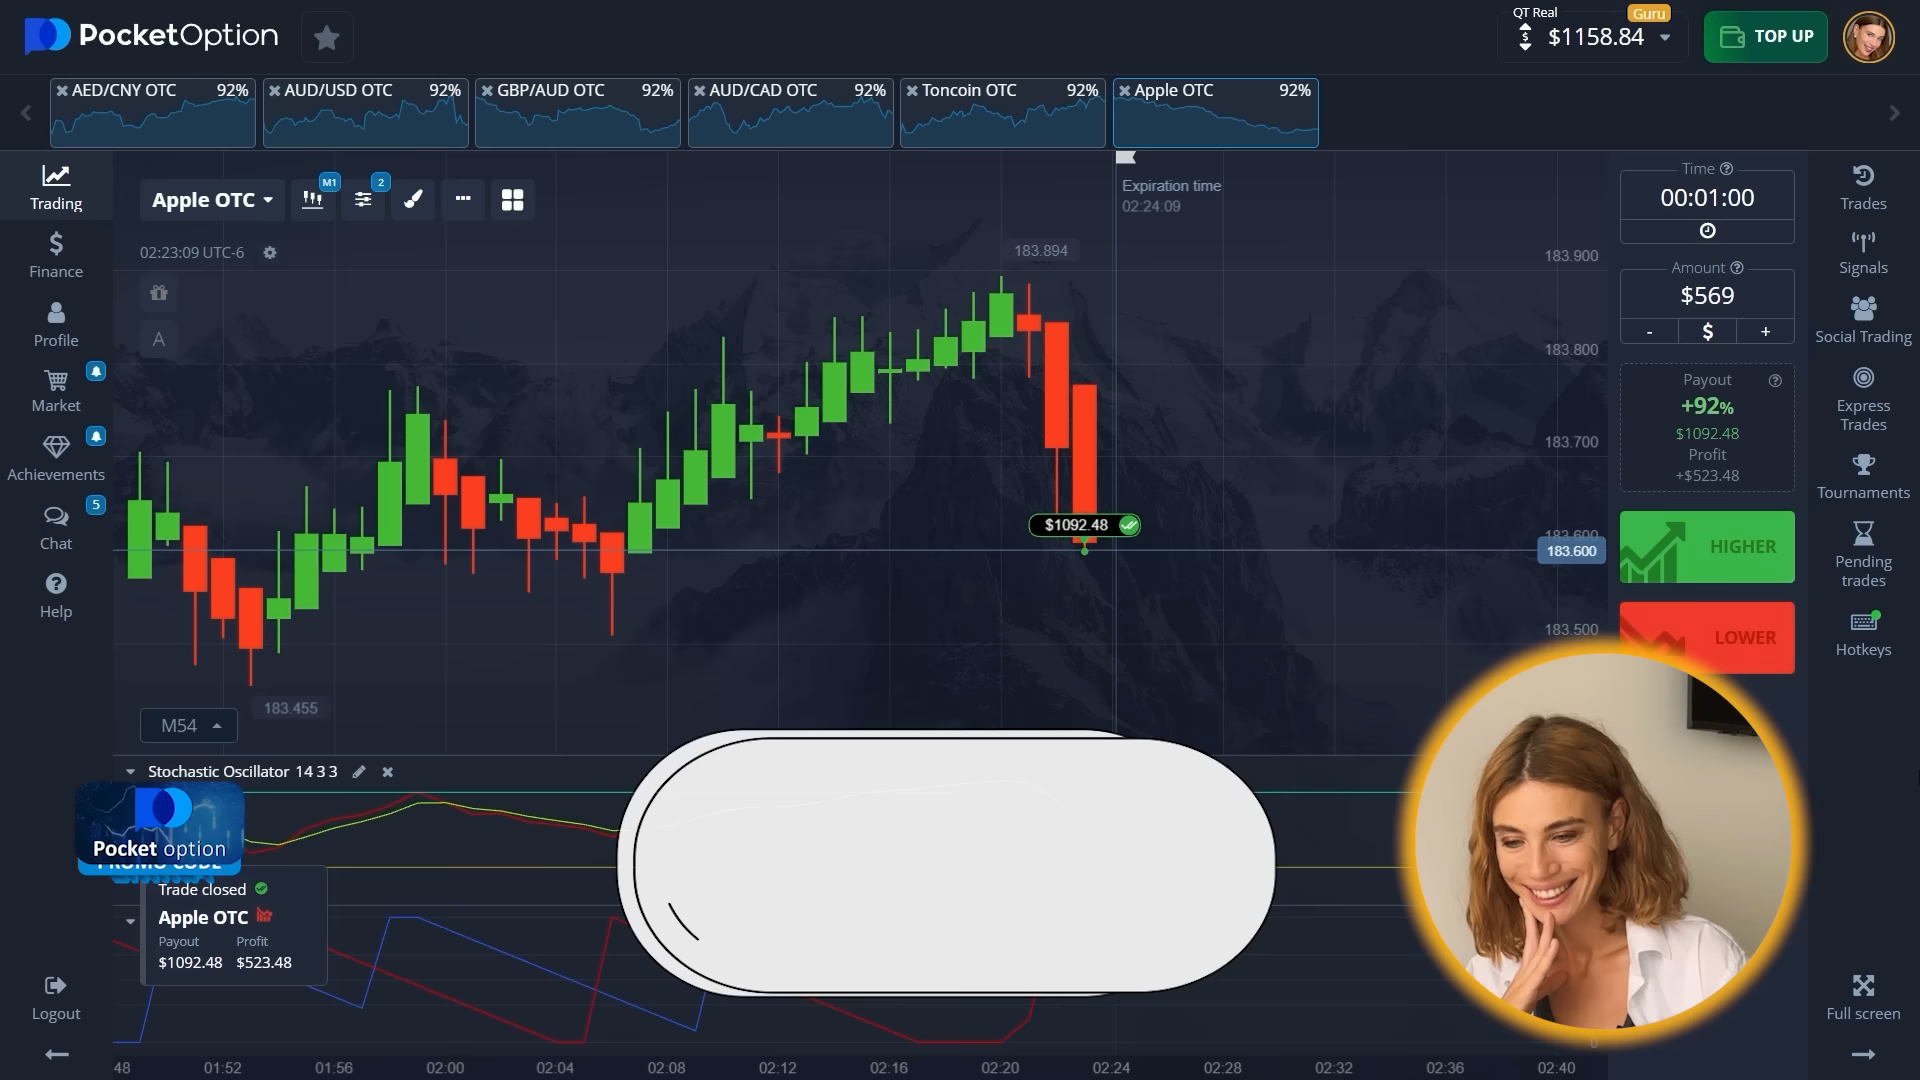 PocketOption
QT Real
Guru
$1158.84
TOP UP
AED/CNY OTC 92%
AUD/USD OTC 92%
GBP/AUD OTC 92%
AUD/CAD OTC 92%
Toncoin OTC 92%
Apple OTC 92%
Trading
Finance
Profile
Market
Achievements
5
Chat
Help
Logout
Apple OTC
M1
2
02:23:09 UTC-6
A
Expiration time
02:24:09
183.894
183.900
183.800
183.700
183.600
183.600
183.500
$1092.48
183.455
M54
Stochastic Oscillator 14 3 3
Pocket option
PROMO CODE
Trade closed
Apple OTC
Payout Profit
$1092.48 $523.48
0
48 01:52 01:56 02:00 02:04 02:08 02:12 02:16 02:20 02:24 02:28 02:32 02:36 02:40
Time
00:01:00
Amount
$569
- $ +
Payout
+92%
$1092.48
Profit
+$523.48
HIGHER
LOWER
Trades
Signals
Social Trading
Express
Trades
Tournaments
Pending
trades
Hotkeys
Full screen